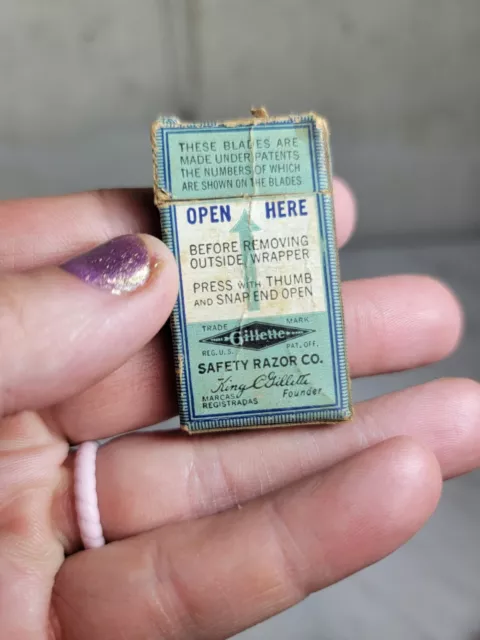 THESE BLADES ARE
MADE UNDER PATENTS
THE NUMBERS OF WHICH
ARE SHOWN ON THE BLADES
OPEN HERE
BEFORE REMOVING
OUTSIDE WRAPPER
PRESS WITH THUMB
AND SNAP END OPEN
TRADE MARK
Gillette
REG. U.S. PAT. OFF.
SAFETY RAZOR CO.
King C Gillette
MARCAS Founder
REGISTRADAS